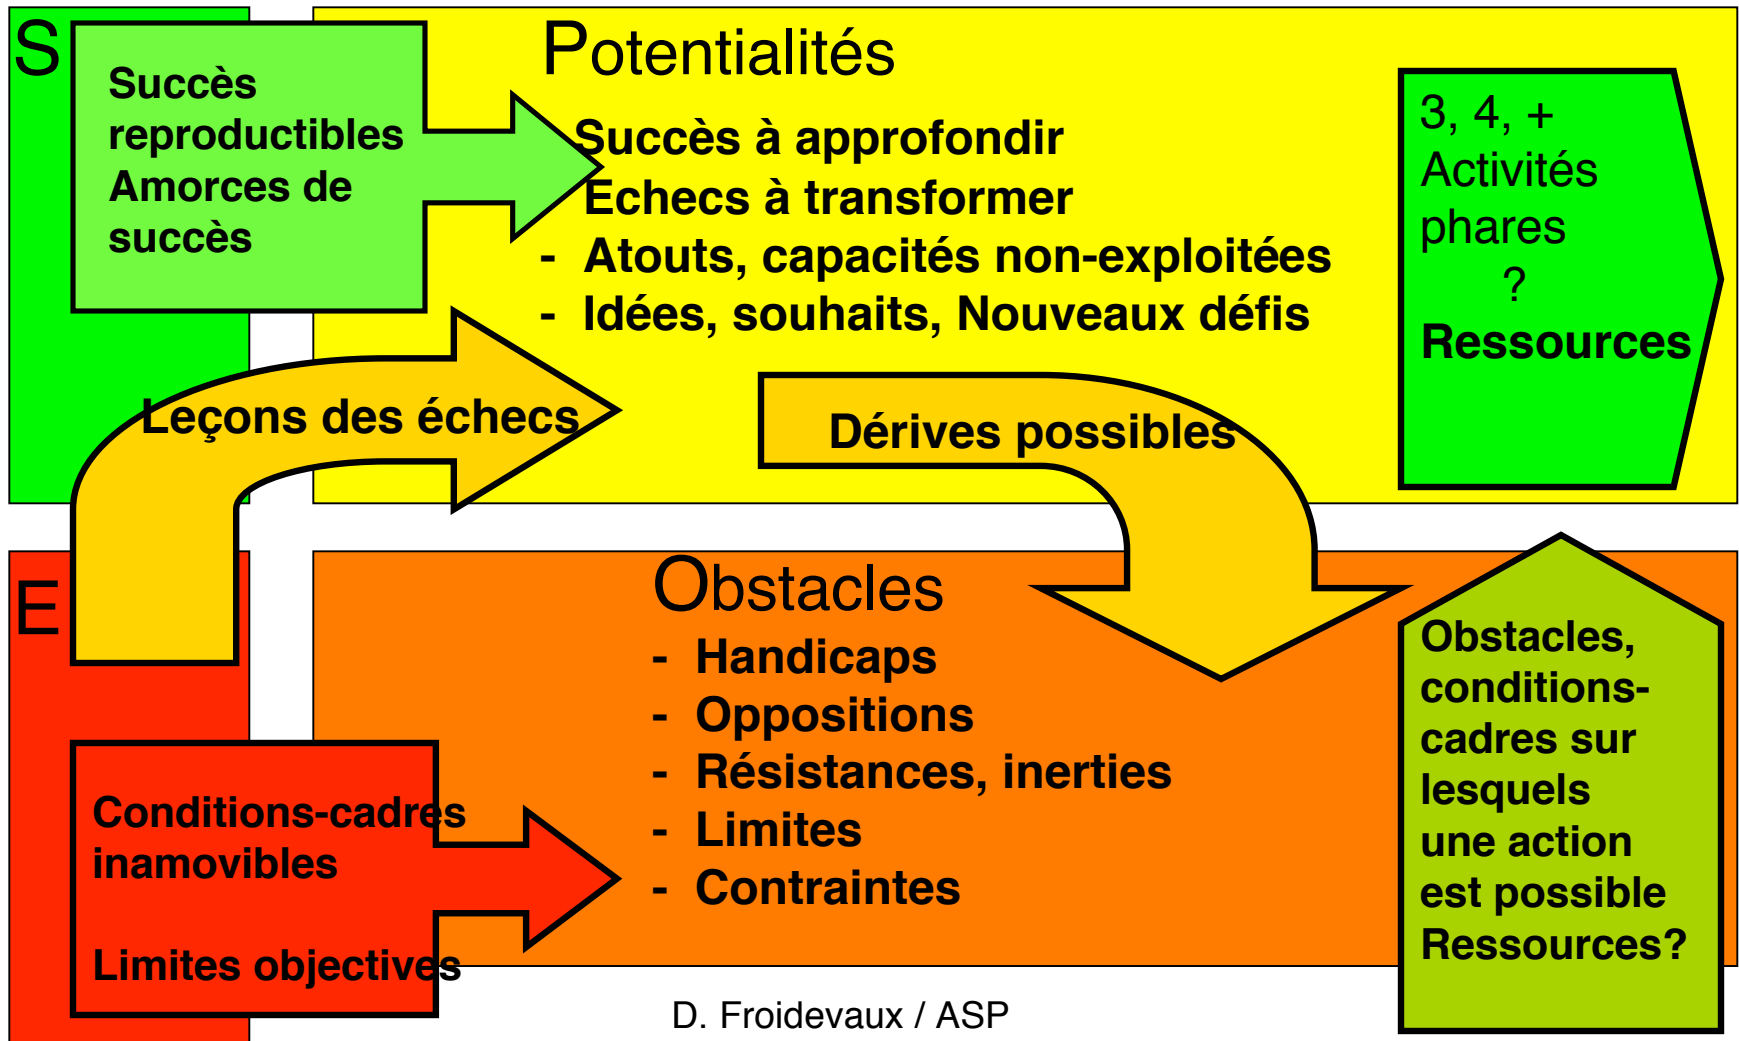 S
Succès
reproductibles
Amorces de
succès
Potentialités
Succès à approfondir
Echecs à transformer
- Atouts, capacités non-exploitées
- Idées, souhaits, Nouveaux défis
3, 4, +
Activités
phares
?
Ressources
Leçons des échecs
Dérives possibles
E
Conditions-cadres
inamovibles
Limites objectives
Obstacles
- Handicaps
- Oppositions
- Résistances, inerties
- Limites
- Contraintes
Obstacles,
conditions-
cadres sur
lesquels
une action
est possible
Ressources?
D. Froidevaux / ASP